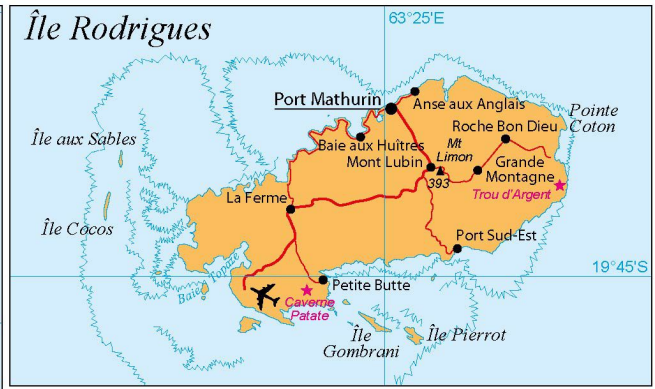 Île Rodrigues
63°25'E
Port Mathurin
Anse aux Anglais
Pointe
Coton
Roche Bon Dieu
Île aux Sables
Baie aux Huîtres
Mt
Limon
393
Mont Lubin
Grande
Montagne
Trou d'Argent
La Ferme
Île Cocos
Port Sud-Est
19°45'S
Baie Topaze
Petite Butte
Caverne
Patate
Île
Gombrani
Île Pierrot